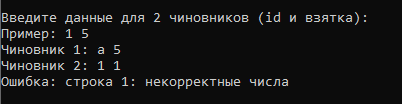 Введите данные для 2 чиновников (id и взятка):
Пример: 1 5
Чиновник 1: а 5
Чиновник 2: 1 1
Ошибка: строка 1: некорректные числа